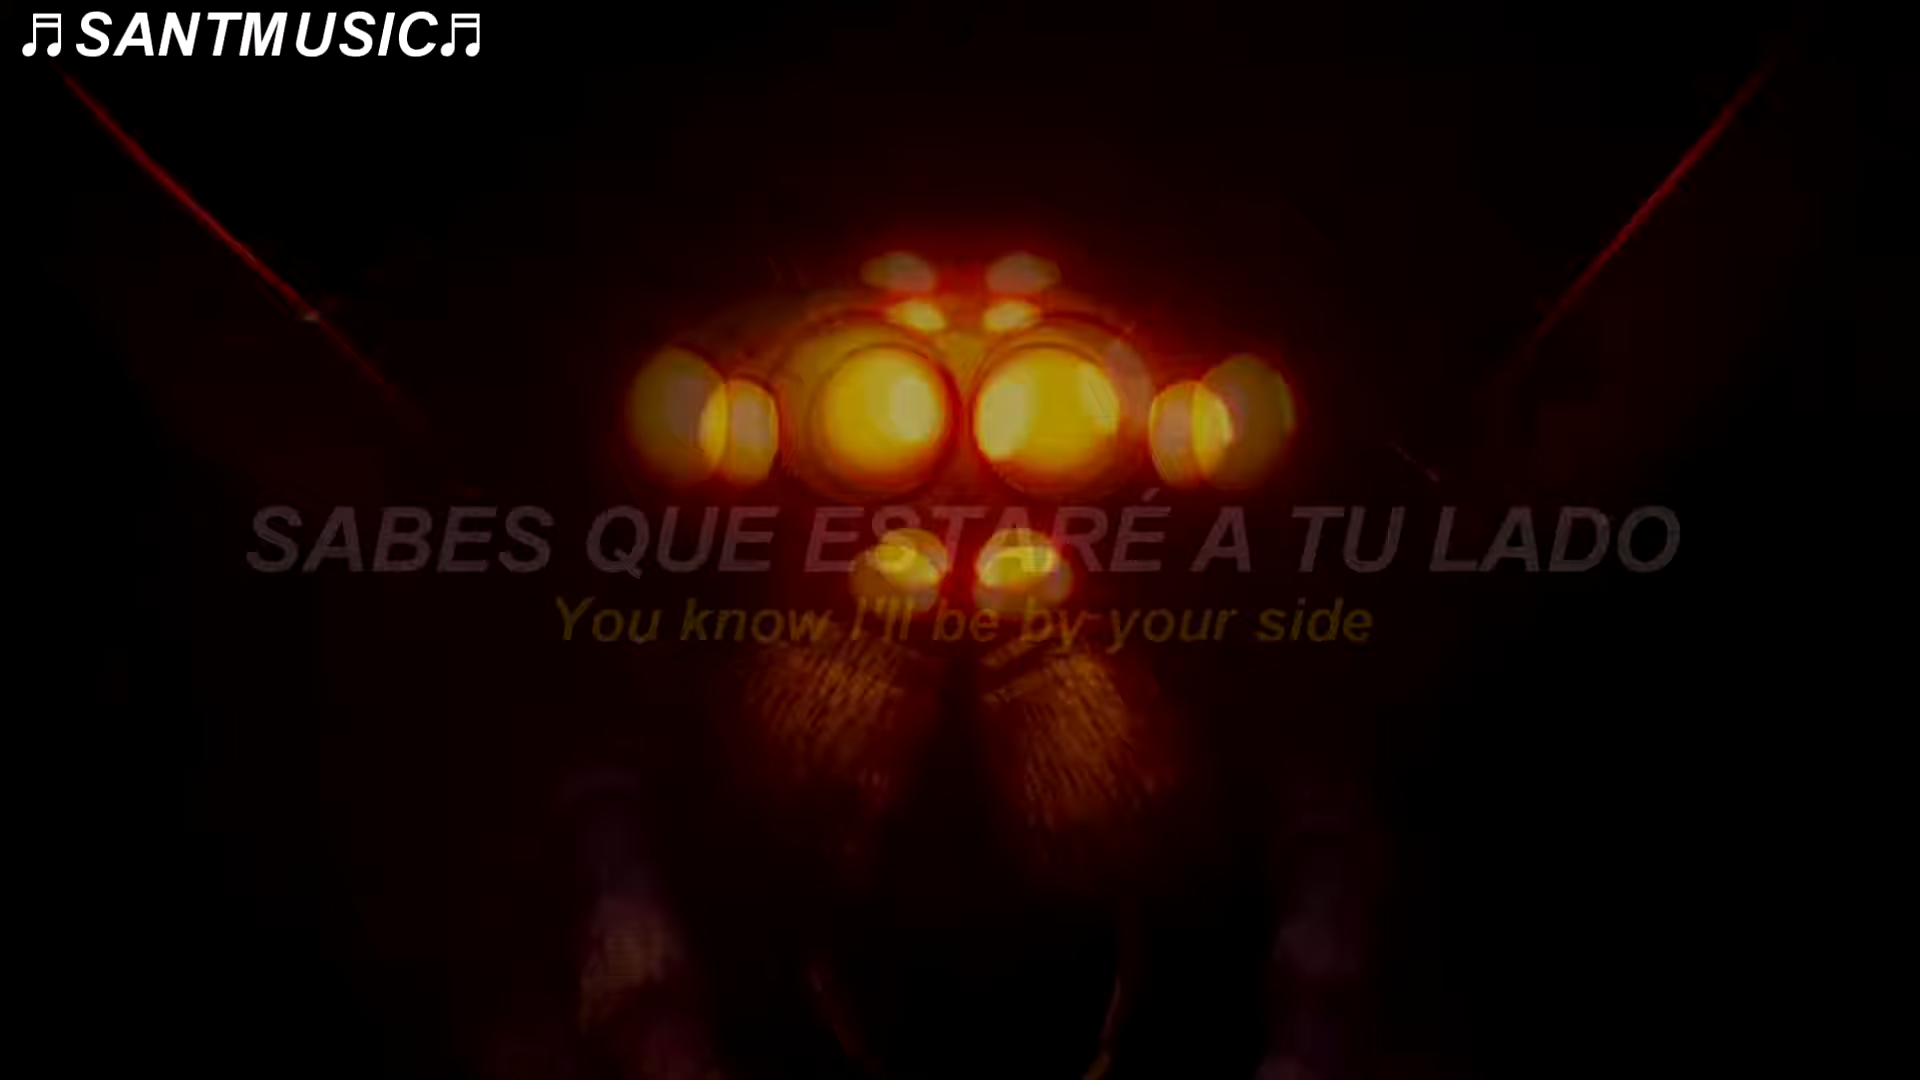 ♫SANTMUSIC♫
SABES QUE ESTARÉ A TU LADO
You know I'll be by your side